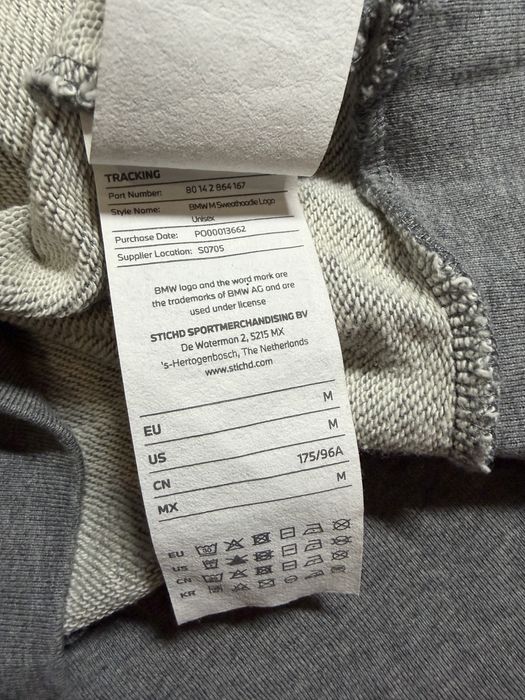 TRACKING
Part Number: 80 14 2 864 167
Style Name: BMW M Sweathoodie Logo
Unisex
Purchase Date: PO00013662
Supplier Location: S0705
BMW logo and the word mark are
the trademarks of BMW AG and are
used under license
STICHD SPORTMERCHANDISING BV
De Waterman 2, 5215 MX
's-Hertogenbosch, The Netherlands
www.stichd.com
EU M
US M
CN 175/96A
MX M
EU
US
CN
KR